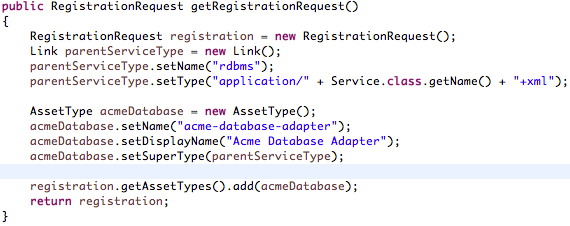 public RegistrationRequest getRegistrationRequest()
{
    RegistrationRequest registration = new RegistrationRequest();
    Link parentServiceType = new Link();
    parentServiceType.setName("rdbms");
    parentServiceType.setType("application/" + Service.class.getName() + "+xml");

    AssetType acmeDatabase = new AssetType();
    acmeDatabase.setName("acme-database-adapter");
    acmeDatabase.setDisplayName("Acme Database Adapter");
    acmeDatabase.setSuperType(parentServiceType);

    registration.getAssetTypes().add(acmeDatabase);
    return registration;
}